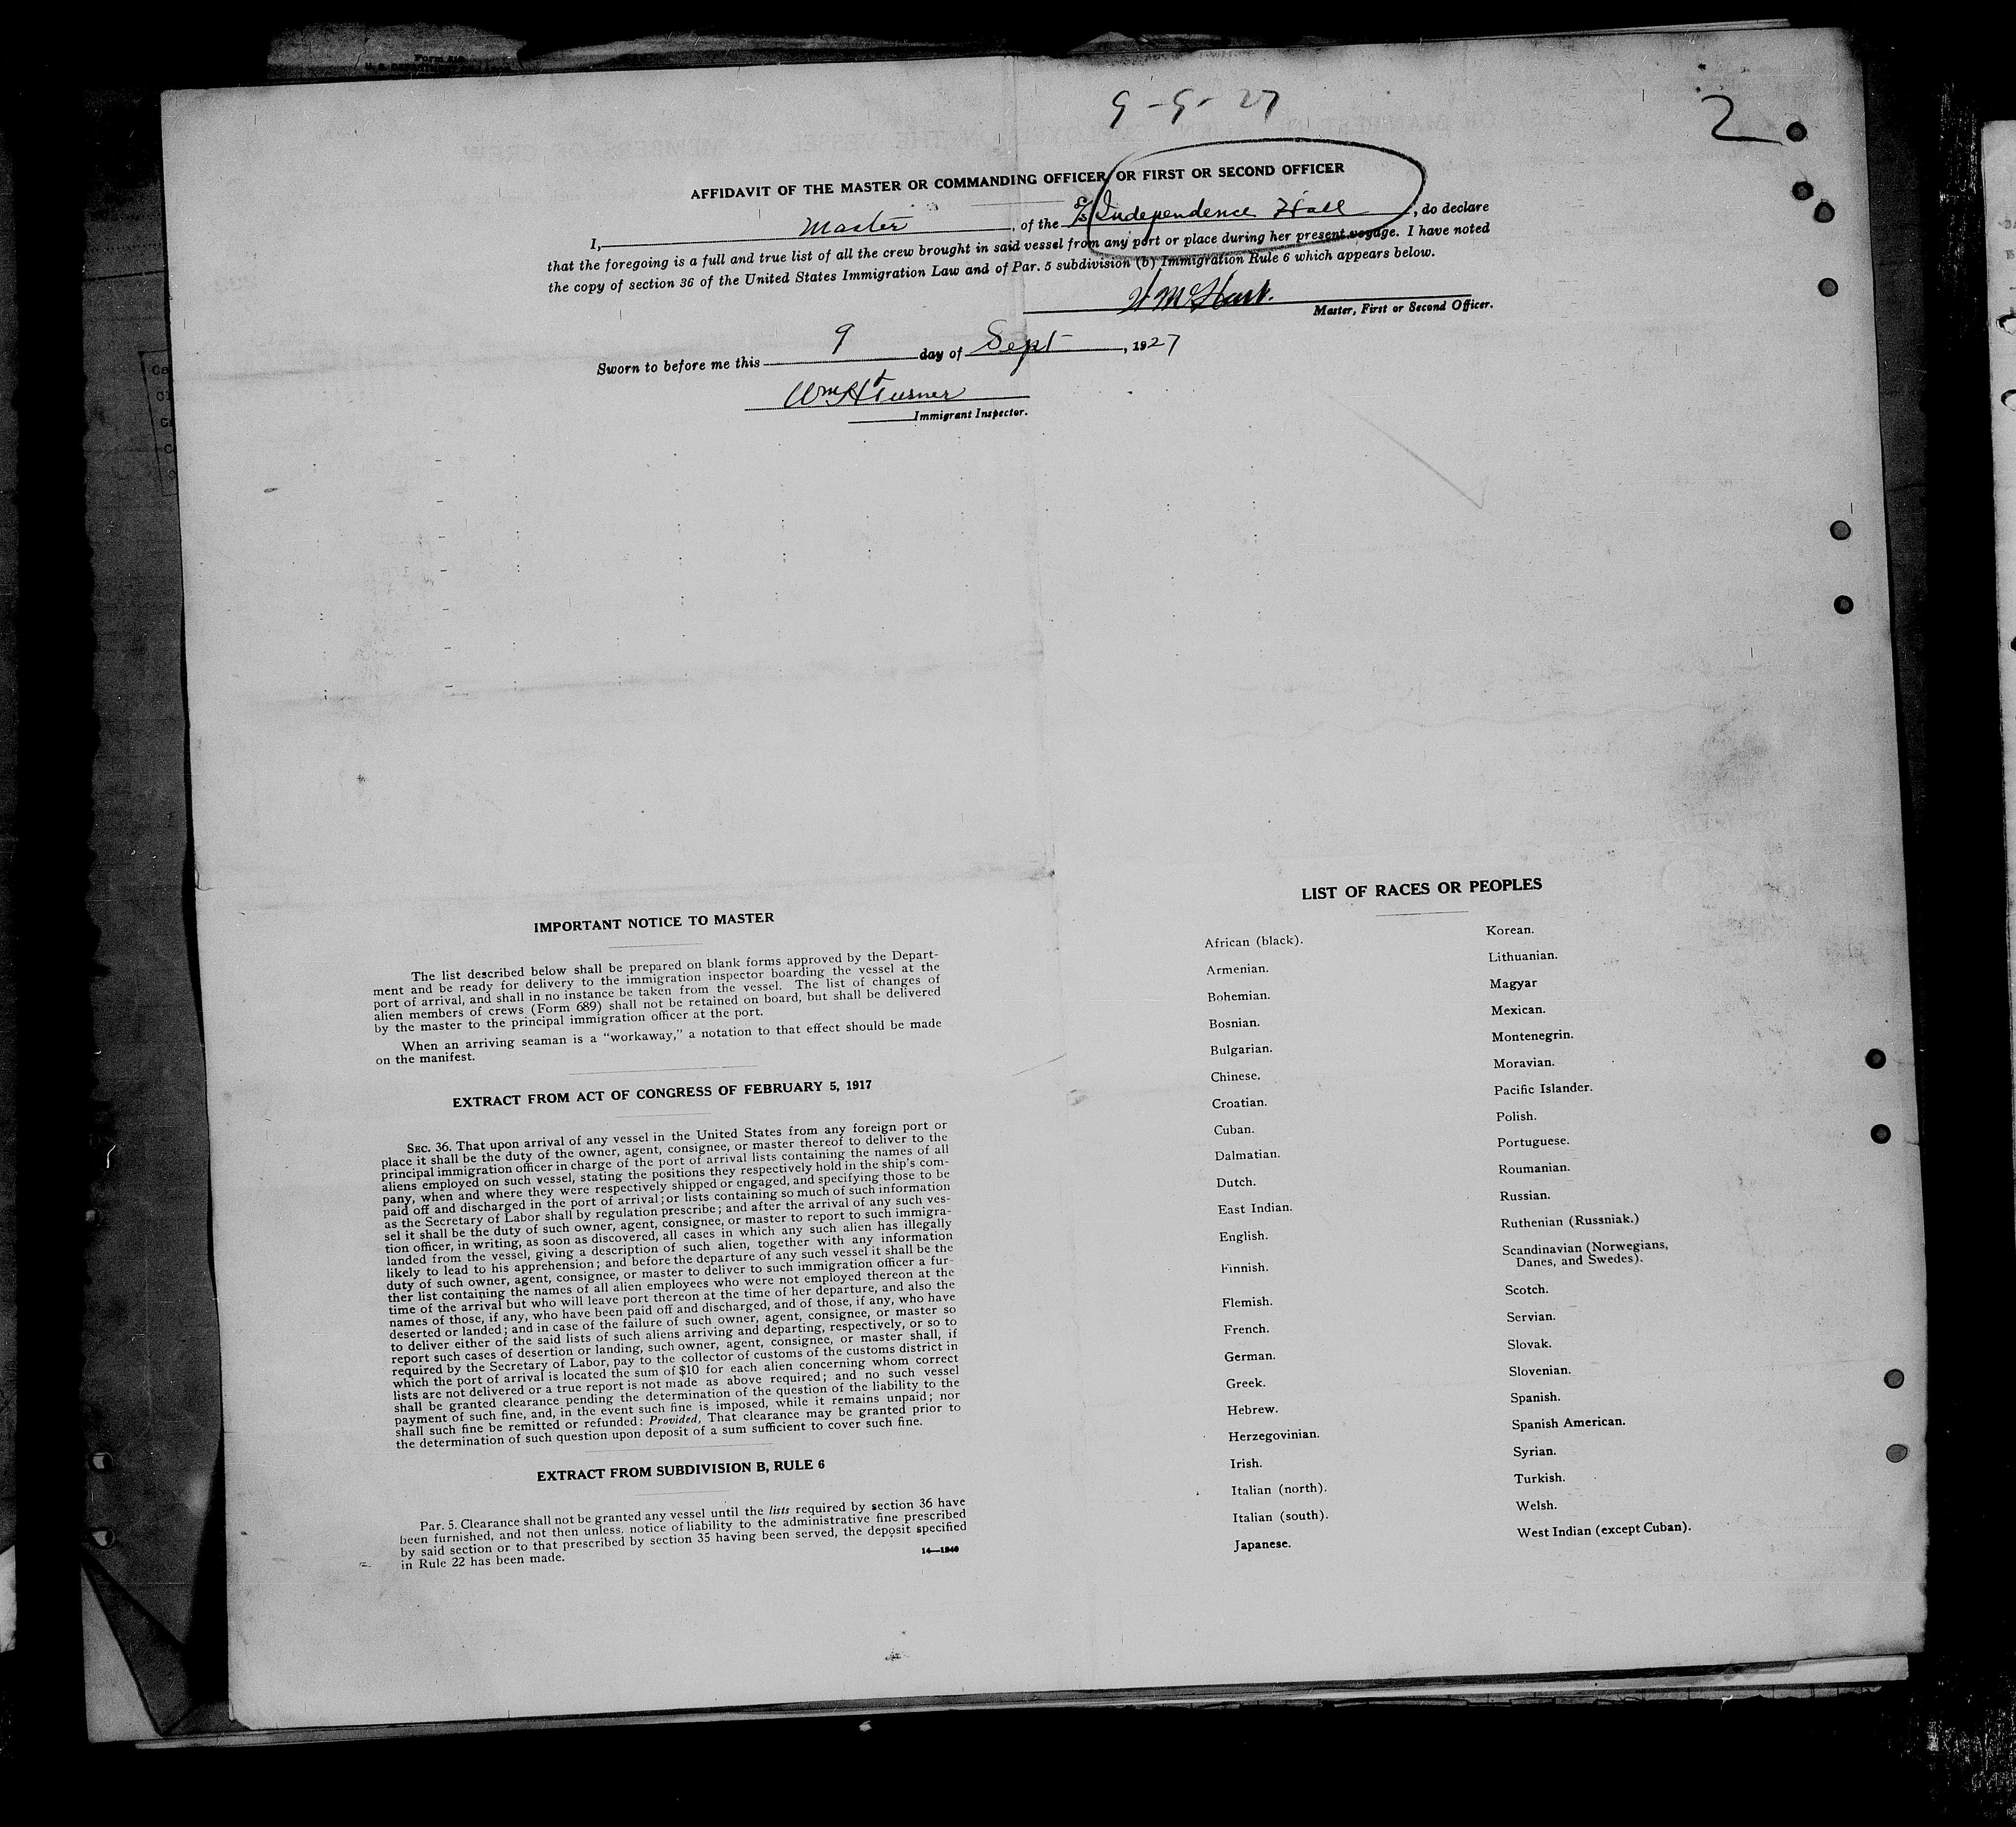 9-9-27
2
AFFIDAVIT OF THE MASTER OR COMMANDING OFFICER, OR FIRST OR SECOND OFFICER
I, Master, of the S/S Independence Hall, do declare
that the foregoing is a full and true list of all the crew brought in said vessel from any port or place during her present voyage. I have noted
the copy of section 36 of the United States Immigration Law and of Par. 5 subdivision (b) Immigration Rule 6 which appears below.
Master, First or Second Officer.
Sworn to before me this 9 day of Sept, 1927
Wm H Turner
Immigrant Inspector.
IMPORTANT NOTICE TO MASTER
The list described below shall be prepared on blank forms approved by the Depart-
ment and be ready for delivery to the immigration inspector boarding the vessel at the
port of arrival, and shall in no instance be taken from the vessel. The list of changes of
alien members of crews (Form 689) shall not be retained on board, but shall be delivered
by the master to the principal immigration officer at the port.
When an arriving seaman is a "workaway," a notation to that effect should be made
on the manifest.
EXTRACT FROM ACT OF CONGRESS OF FEBRUARY 5, 1917
SEC. 36. That upon arrival of any vessel in the United States from any foreign port or
place it shall be the duty of the owner, agent, consignee, or master thereof to deliver to the
principal immigration officer in charge of the port of arrival lists containing the names of all
aliens employed on such vessel, stating the positions they respectively hold in the ship's com-
pany, when and where they were respectively shipped or engaged, and specifying those to be
paid off and discharged in the port of arrival; or lists containing so much of such information
as the Secretary of Labor shall by regulation prescribe; and after the arrival of any such ves-
sel it shall be the duty of such owner, agent, consignee, or master to report to such immigra-
tion officer, in writing, as soon as discovered, all cases in which any such alien has illegally
landed from the vessel, giving a description of such alien, together with any information
likely to lead to his apprehension; and before the departure of any such vessel it shall be the
duty of such owner, agent, consignee, or master to deliver to such immigration officer a fur-
ther list containing the names of all alien employees who were not employed thereon at the
time of the arrival but who will leave port thereon at the time of her departure, and also the
names of those, if any, who have been paid off and discharged, and of those, if any, who have
deserted or landed; and in case of the failure of such owner, agent, consignee, or master so
to deliver either of the said lists of such aliens arriving and departing, respectively, or so to
report such cases of desertion or landing, such owner, agent, consignee, or master shall, if
required by the Secretary of Labor, pay to the collector of customs of the customs district in
which the port of arrival is located the sum of $10 for each alien concerning whom correct
lists are not delivered or a true report is not made as above required; and no such vessel
shall be granted clearance pending the determination of the question of the liability to the
payment of such fine, and, in the event such fine is imposed, while it remains unpaid; nor
shall such fine be remitted or refunded: Provided, That clearance may be granted prior to
the determination of such question upon deposit of a sum sufficient to cover such fine.
EXTRACT FROM SUBDIVISION B, RULE 6
Par. 5. Clearance shall not be granted any vessel until the lists required by section 36 have
been furnished, and not then unless, notice of liability to the administrative fine prescribed
by said section or to that prescribed by section 35 having been served, the deposit specified
in Rule 22 has been made.
14—1240
LIST OF RACES OR PEOPLES
African (black).
Armenian.
Bohemian.
Bosnian.
Bulgarian.
Chinese.
Croatian.
Cuban.
Dalmatian.
Dutch.
East Indian.
English.
Finnish.
Flemish.
French.
German.
Greek.
Hebrew.
Herzegovinian.
Irish.
Italian (north).
Italian (south).
Japanese.
Korean.
Lithuanian.
Magyar
Mexican.
Montenegrin.
Moravian.
Pacific Islander.
Polish.
Portuguese.
Roumanian.
Russian.
Ruthenian (Russniak.)
Scandinavian (Norwegians,
Danes, and Swedes).
Scotch.
Servian.
Slovak.
Slovenian.
Spanish.
Spanish American.
Syrian.
Turkish.
Welsh.
West Indian (except Cuban).